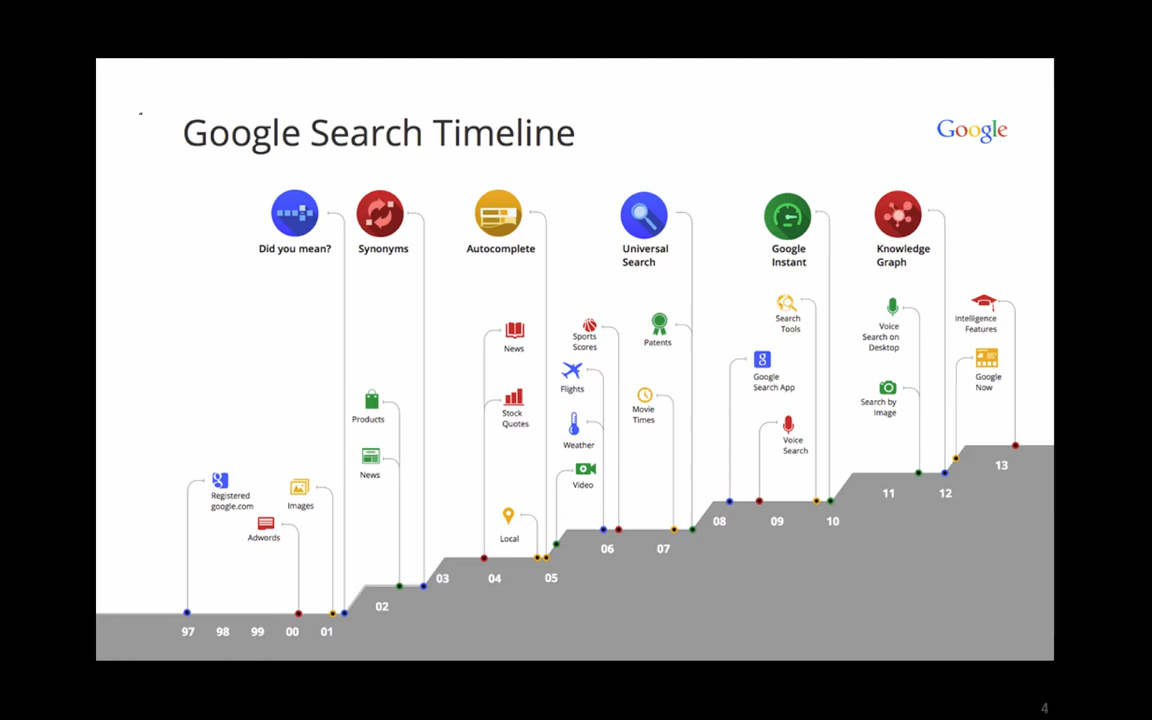 Google Search Timeline
Google
Did you mean?
Synonyms
Autocomplete
Universal
Search
Google
Instant
Knowledge
Graph
Registered
google.com
Adwords
Images
Products
News
News
Stock
Quotes
Local
Sports
Scores
Flights
Weather
Video
Patents
Movie
Times
Search
Tools
Google
Search App
Voice
Search
Voice
Search on
Desktop
Search by
Image
Intelligence
Features
Google
Now
97 98 99 00 01 02 03 04 05 06 07 08 09 10 11 12 13
4